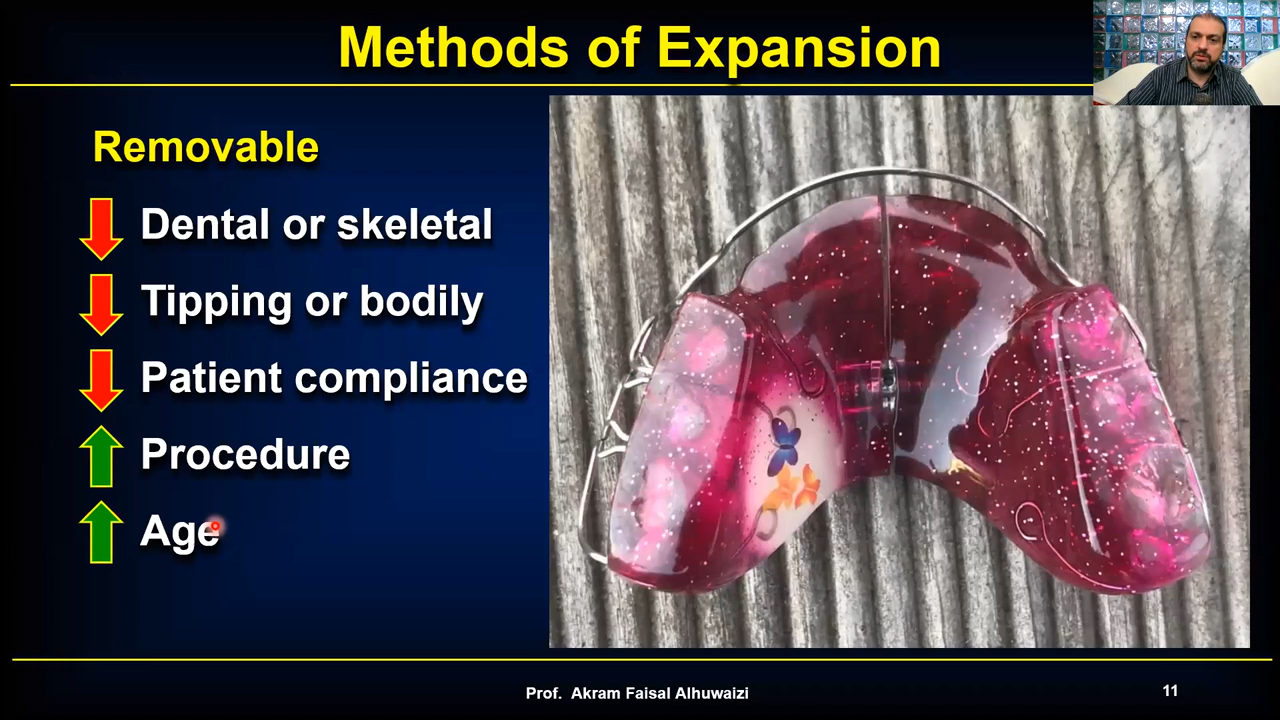 Methods of Expansion
Removable
Dental or skeletal
Tipping or bodily
Patient compliance
Procedure
Age
Prof. Akram Faisal Alhuwaizi
11